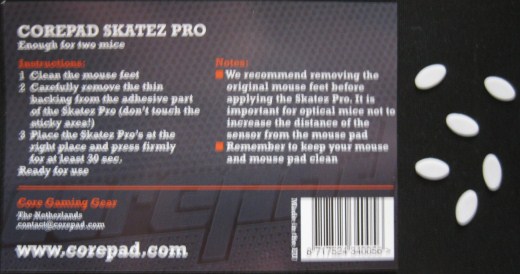 COREPAD SKATEZ PRO
Enough for two mice
Instructions:
1 Clean the mouse feet
2 Carefully remove the thin
backing from the adhesive part
of the Skatez Pro (don't touch the
sticky area!)
3 Place the Skatez Pro's at the
right place and press firmly
for at least 30 sec.
Ready for use
Notes:
We recommend removing the
original mouse feet before
applying the Skatez Pro. It is
important for optical mice not to
increase the distance of the
sensor from the mouse pad
Remember to keep your mouse
and mouse pad clean
Core Gaming Gear
The Netherlands
contact@corepad.com
www.corepad.com